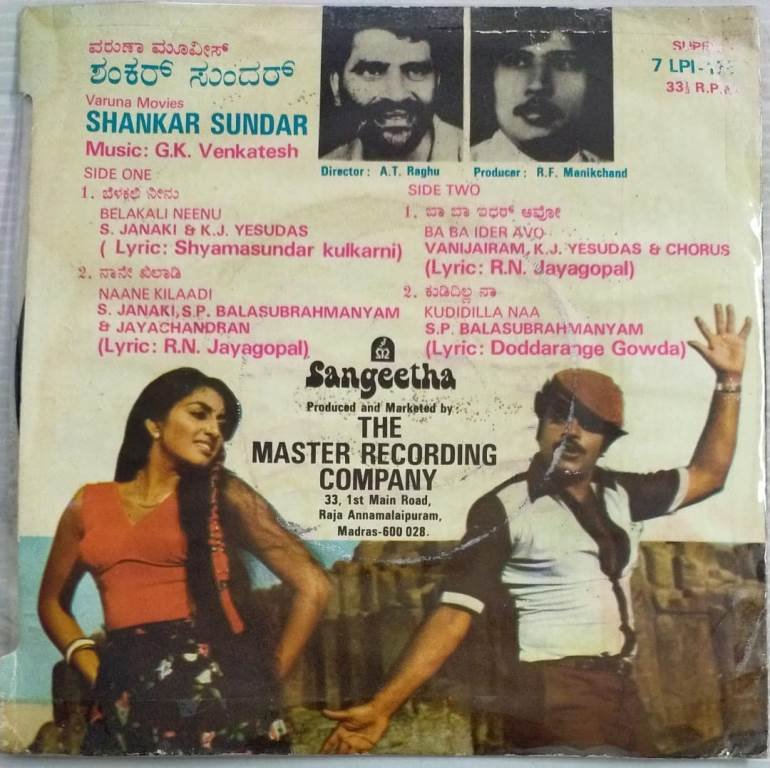 ವರುಣಾ ಮೂವೀಸ್
ಶಂಕರ್ ಸುಂದರ್
Varuna Movies
SHANKAR SUNDAR
Music: G.K. Venkatesh
7 LPI-
33⅓ R.P.
Director: A.T. Raghu
Producer: R.F. Manikchand
SIDE ONE
1. ಬೆಳಕಲಿ ನೀನು
BELAKALI NEENU
S. JANAKI & K.J. YESUDAS
( Lyric: Shyamasundar kulkarni)
2. ನಾನೇ ಖಿಲಾಡಿ
NAANE KILAADI
S. JANAKI, S.P. BALASUBRAHMANYAM
& JAYACHANDRAN
(Lyric: R.N. Jayagopal)
SIDE TWO
1. ಬಾ ಬಾ ಇಧರ್ ಆವೋ
BA BA IDER AVO
VANIJAIRAM, K.J. YESUDAS & CHORUS
(Lyric: R.N. Jayagopal)
2. ಕುಡಿದಿಲ್ಲ ನಾ
KUDIDILLA NAA
S.P. BALASUBRAHMANYAM
(Lyric: Doddarange Gowda)
Sangeetha
Produced and Marketed by:
THE
MASTER RECORDING
COMPANY
33, 1st Main Road,
Raja Annamalaipuram,
Madras-600 028.